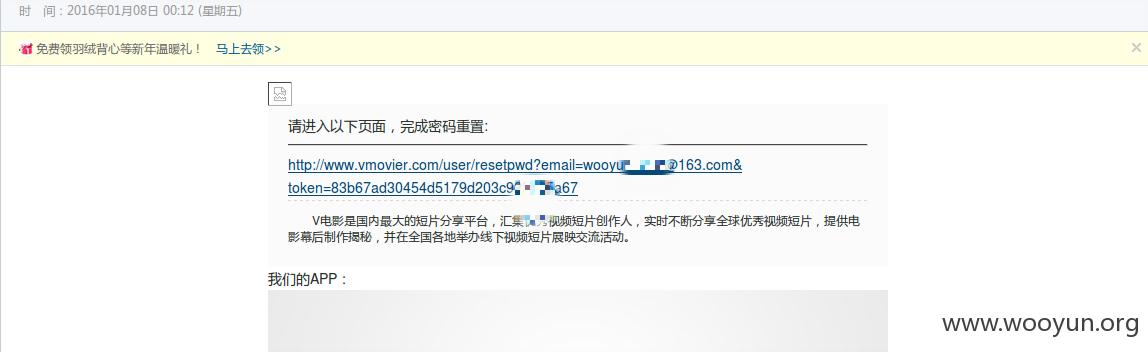 时 间：2016年01月08日 00:12 (星期五)
免费领羽绒背心等新年温暖礼！ 马上去领>>
请进入以下页面，完成密码重置:
http://www.vmovier.com/user/resetpwd?email=wooyu @163.com&
token=83b67ad30454d5179d203c9 a67
V电影是国内最大的短片分享平台，汇集 视频短片创作人，实时不断分享全球优秀视频短片，提供电
影幕后制作揭秘，并在全国各地举办线下视频短片展映交流活动。
我们的APP：
www.wooyun.org